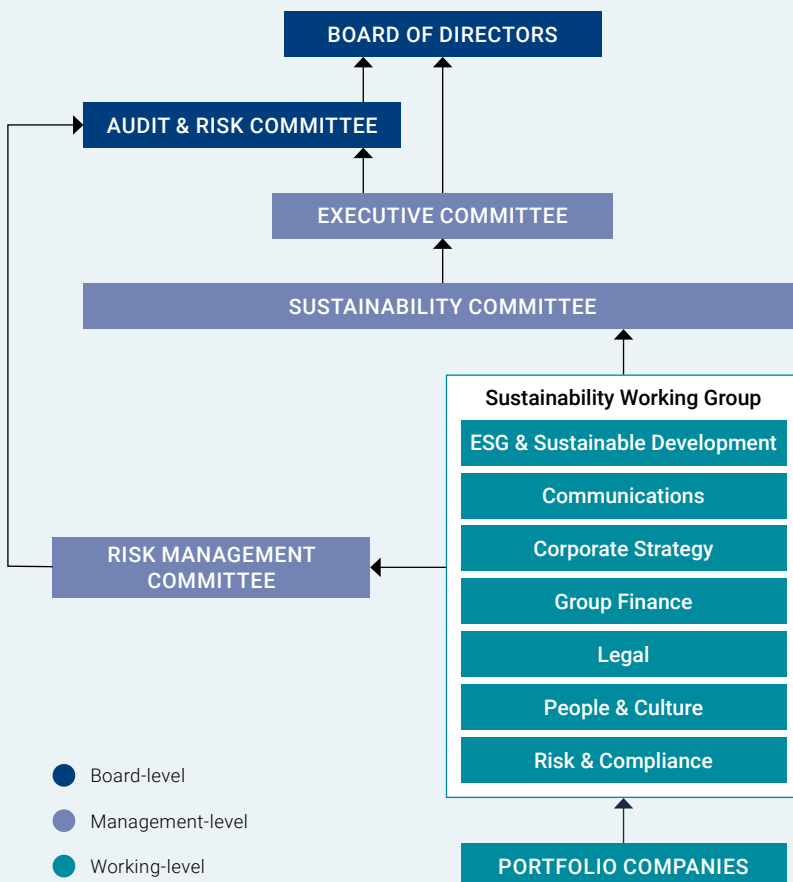 BOARD OF DIRECTORS
AUDIT & RISK COMMITTEE
EXECUTIVE COMMITTEE
SUSTAINABILITY COMMITTEE
Sustainability Working Group
ESG & Sustainable Development
Communications
Corporate Strategy
Group Finance
Legal
People & Culture
Risk & Compliance
RISK MANAGEMENT
COMMITTEE
Board-level
Management-level
Working-level
PORTFOLIO COMPANIES